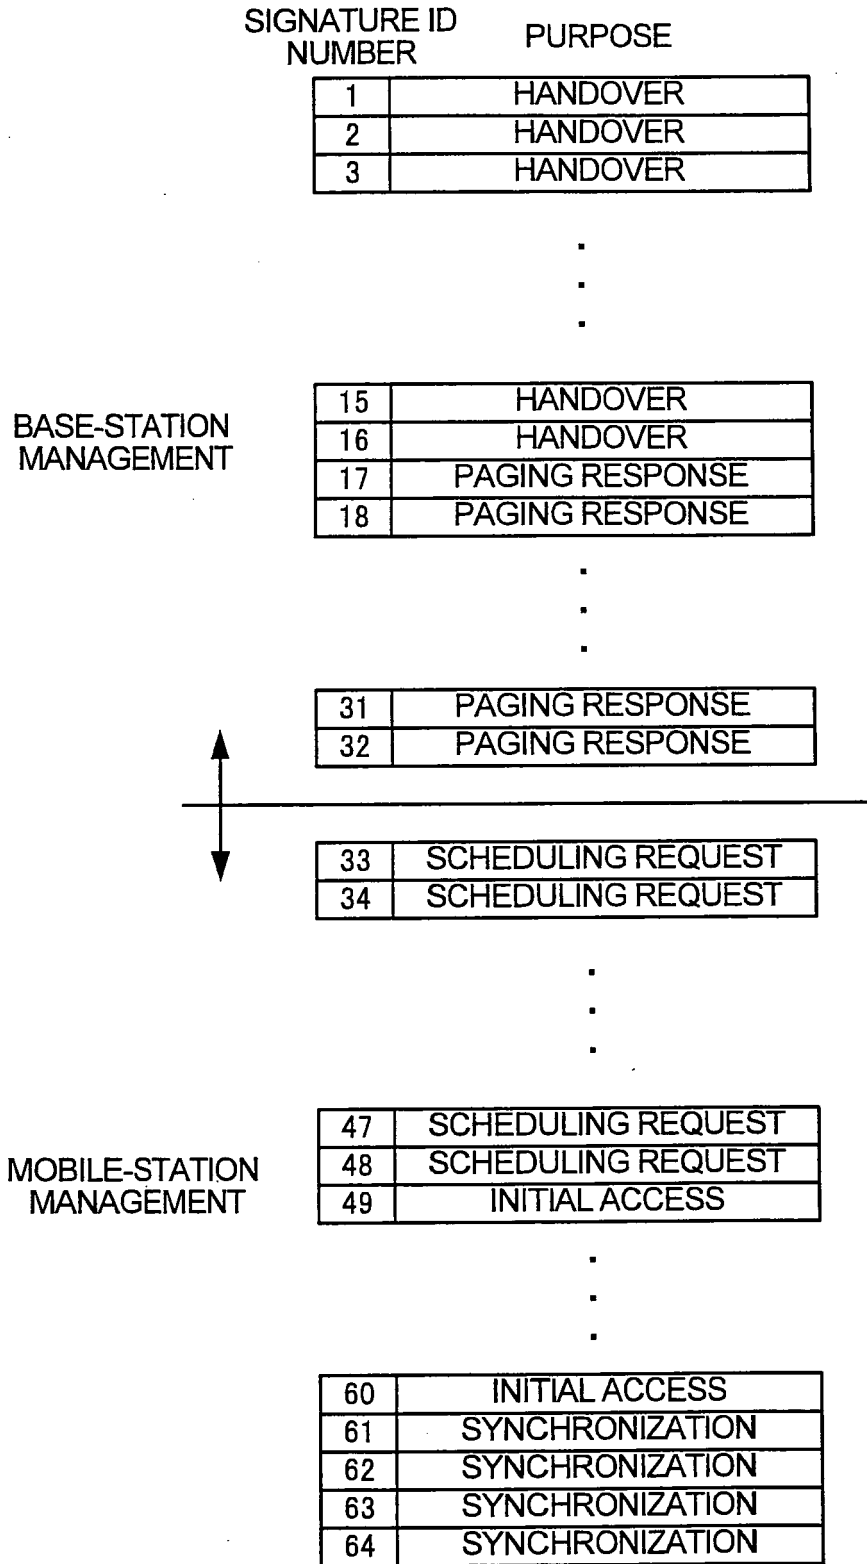 SIGNATURE ID
NUMBER
PURPOSE
1 HANDOVER
2 HANDOVER
3 HANDOVER
BASE-STATION
MANAGEMENT
15 HANDOVER
16 HANDOVER
17 PAGING RESPONSE
18 PAGING RESPONSE
31 PAGING RESPONSE
32 PAGING RESPONSE
33 SCHEDULING REQUEST
34 SCHEDULING REQUEST
MOBILE-STATION
MANAGEMENT
47 SCHEDULING REQUEST
48 SCHEDULING REQUEST
49 INITIAL ACCESS
60 INITIAL ACCESS
61 SYNCHRONIZATION
62 SYNCHRONIZATION
63 SYNCHRONIZATION
64 SYNCHRONIZATION